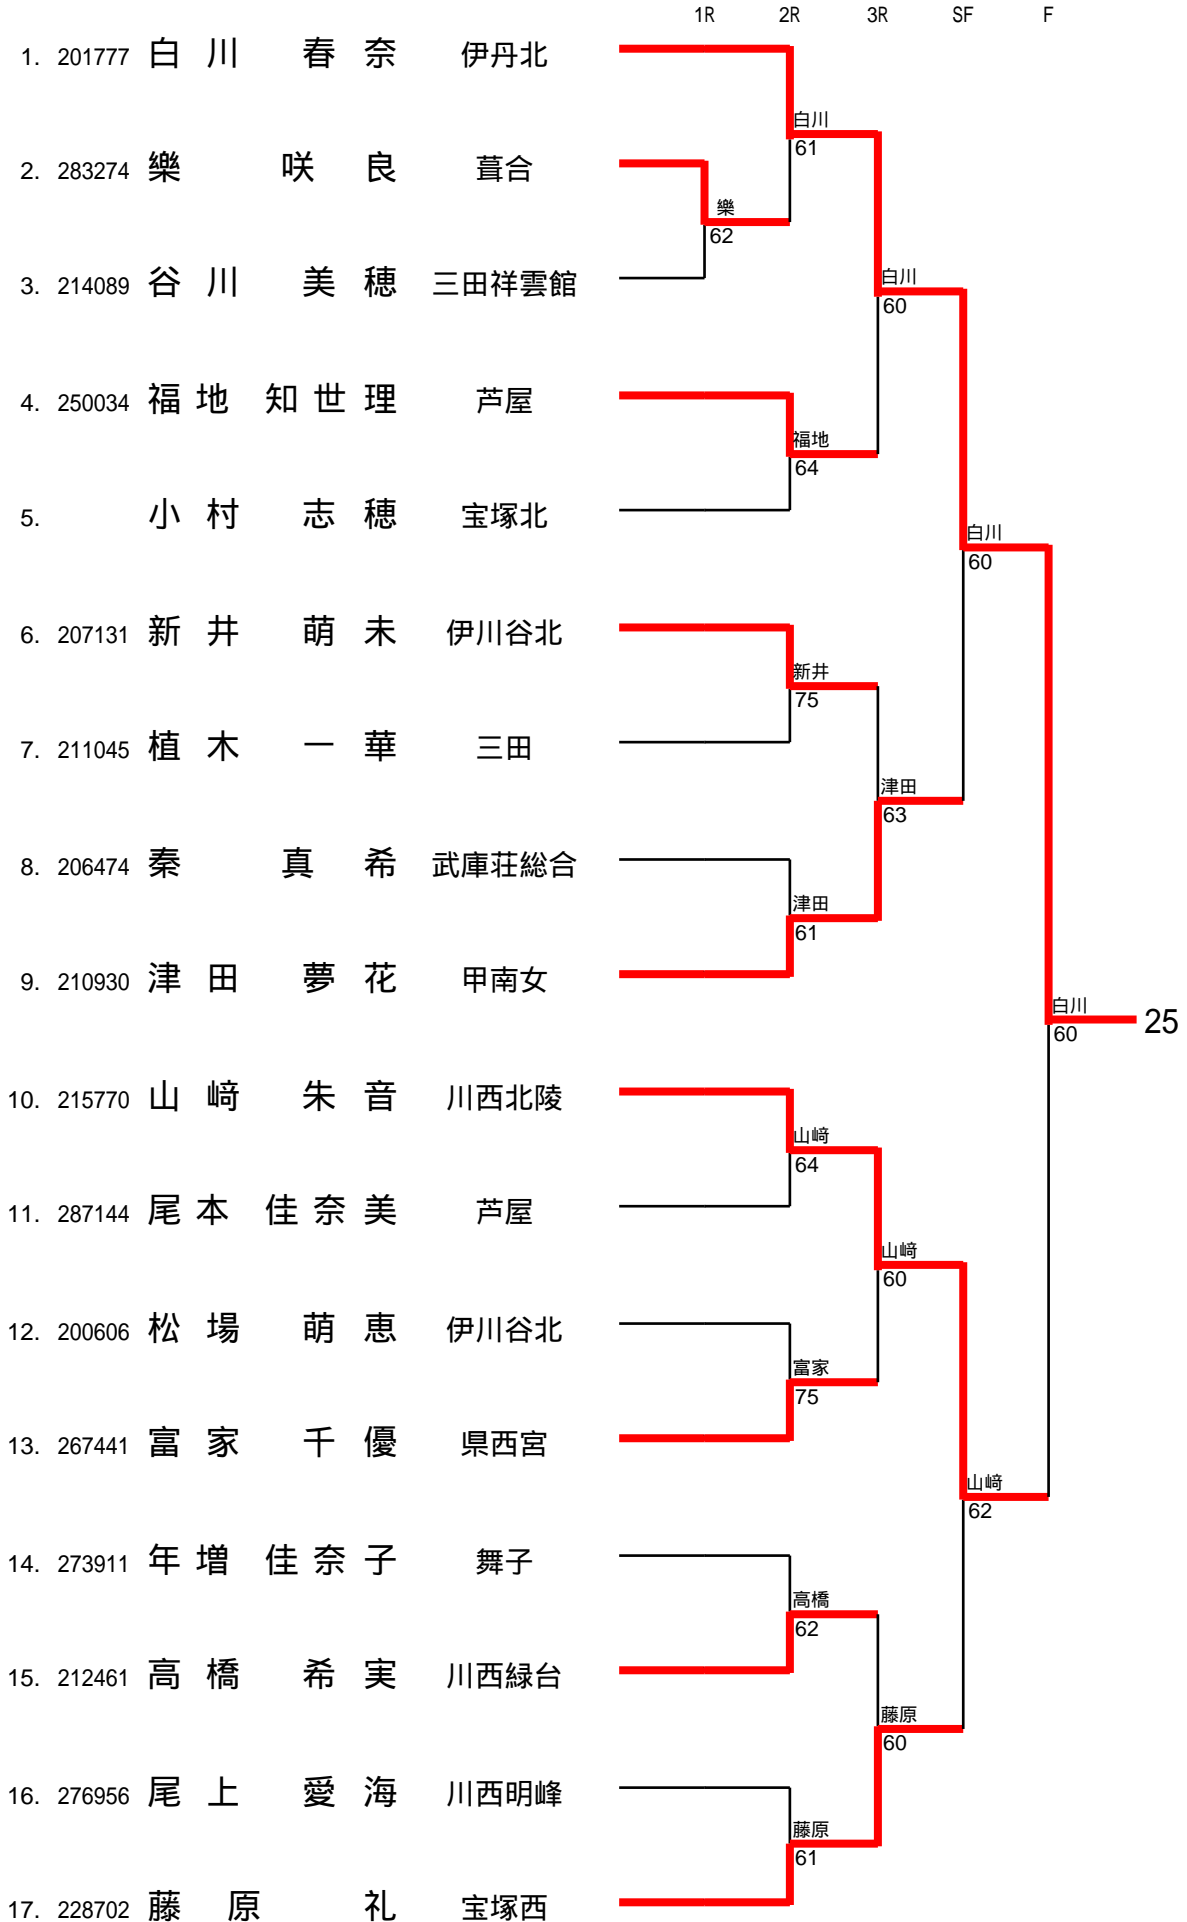 1R 2R 3R SF F
1. 201777 白川 春奈 伊丹北
白川
61
2. 283274 樂 咲良 葺合
樂
62
3. 214089 谷川 美穂 三田祥雲館
白川
60
4. 250034 福地 知世理 芦屋
福地
64
5. 小村 志穂 宝塚北
白川
60
6. 207131 新井 萌未 伊川谷北
新井
75
7. 211045 植木 一華 三田
津田
63
8. 206474 秦 真希 武庫荘総合
津田
61
9. 210930 津田 夢花 甲南女
白川
60
25
10. 215770 山﨑 朱音 川西北陵
山﨑
64
11. 287144 尾本 佳奈美 芦屋
山﨑
60
12. 200606 松場 萌恵 伊川谷北
富家
75
13. 267441 富家 千優 県西宮
山﨑
62
14. 273911 年増 佳奈子 舞子
高橋
62
15. 212461 高橋 希実 川西緑台
藤原
60
16. 276956 尾上 愛海 川西明峰
藤原
61
17. 228702 藤原 礼 宝塚西